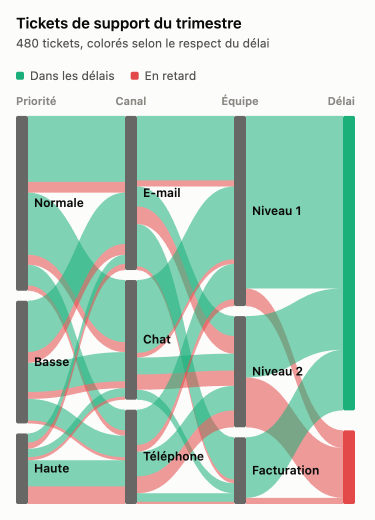 Tickets de support du trimestre
480 tickets, colorés selon le respect du délai
Dans les délais En retard
Priorité Canal Équipe Délai
Normale
E-mail
Niveau 1
Chat
Basse
Niveau 2
Téléphone
Haute
Facturation